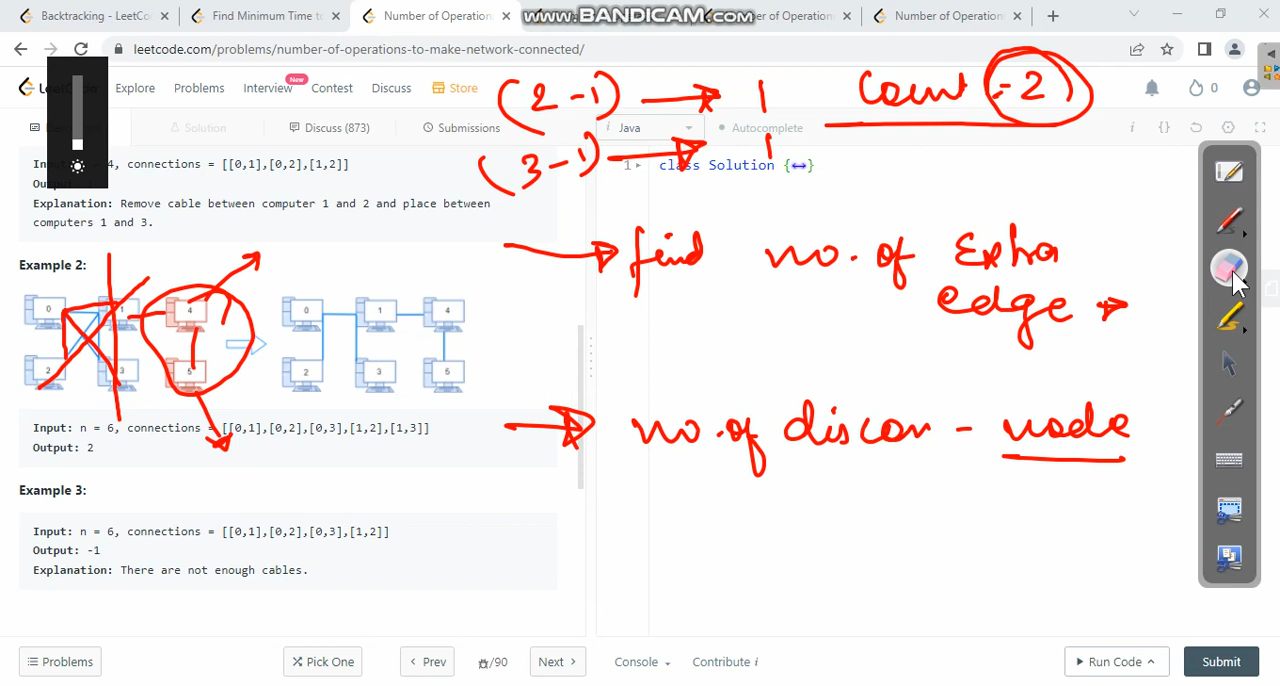 Backtracking - LeetCo
Find Minimum Time to
Number of Operation
www.BANDICAM.com
Number of Operation
Number of Operation
leetcode.com/problems/number-of-operations-to-make-network-connected/
Explore
Problems
Interview
New
Contest
Discuss
Store
0
(2-1) → 1
Count = 2
(3-1) → 1
Solution
Discuss (873)
Submissions
Java
Autocomplete
4, connections = [[0,1],[0,2],[1,2]]
1 class Solution {↔}
Explanation: Remove cable between computer 1 and 2 and place between
computers 1 and 3.
→ find no. of Extra
edge →
Example 2:
0 1 4 0 1 4
2 3 5 2 3 5
→ no. of discon - node
Input: n = 6, connections = [[0,1],[0,2],[0,3],[1,2],[1,3]]
Output: 2
Example 3:
Input: n = 6, connections = [[0,1],[0,2],[0,3],[1,2]]
Output: -1
Explanation: There are not enough cables.
Problems
Pick One
Prev
/90
Next
Console
Contribute i
Run Code
Submit